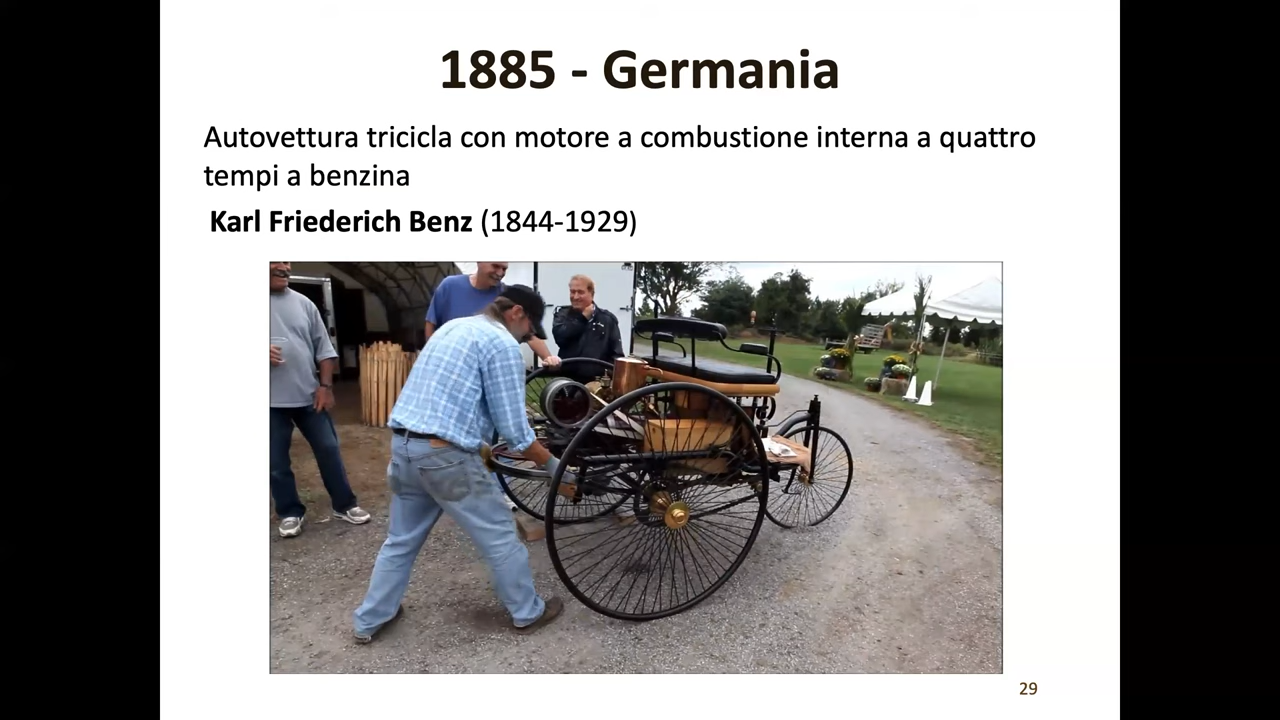 1885 - Germania
Autovettura tricicla con motore a combustione interna a quattro
tempi a benzina
Karl Friederich Benz (1844-1929)
29